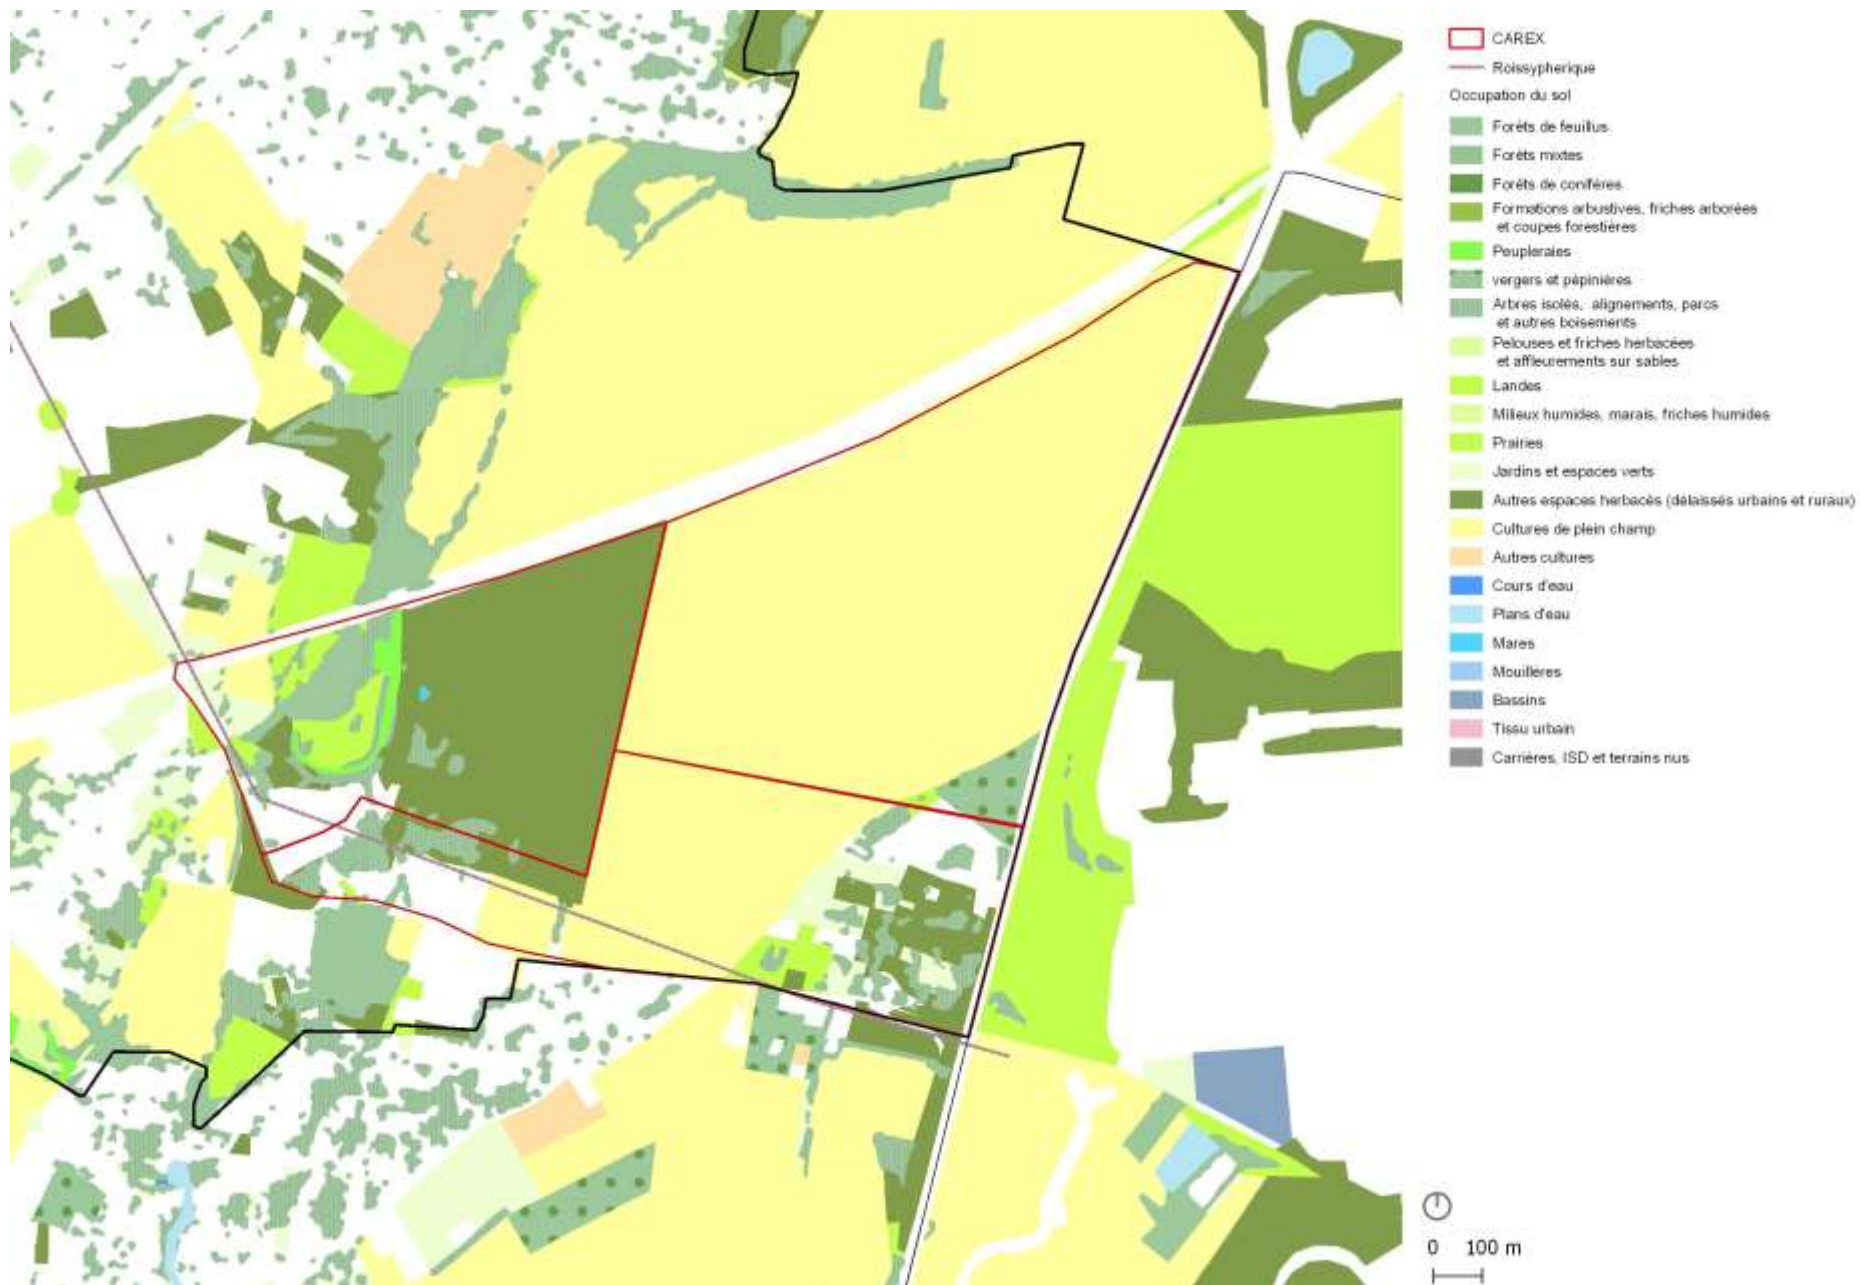 CAREX
Roissypherique
Occupation du sol
Forêts de feuillus
Forêts mixtes
Forêts de conifères
Formations arbustives, friches arborées
et coupes forestières
Peupleraies
vergers et pépinières
Arbres isolés, alignements, parcs
et autres boisements
Pelouses et friches herbacées
et affleurements sur sables
Landes
Milieux humides, marais, friches humides
Prairies
Jardins et espaces verts
Autres espaces herbacés (délaissés urbains et ruraux)
Cultures de plein champ
Autres cultures
Cours d'eau
Plans d'eau
Mares
Mouillères
Bassins
Tissu urbain
Carrières, ISD et terrains nus
0 100 m